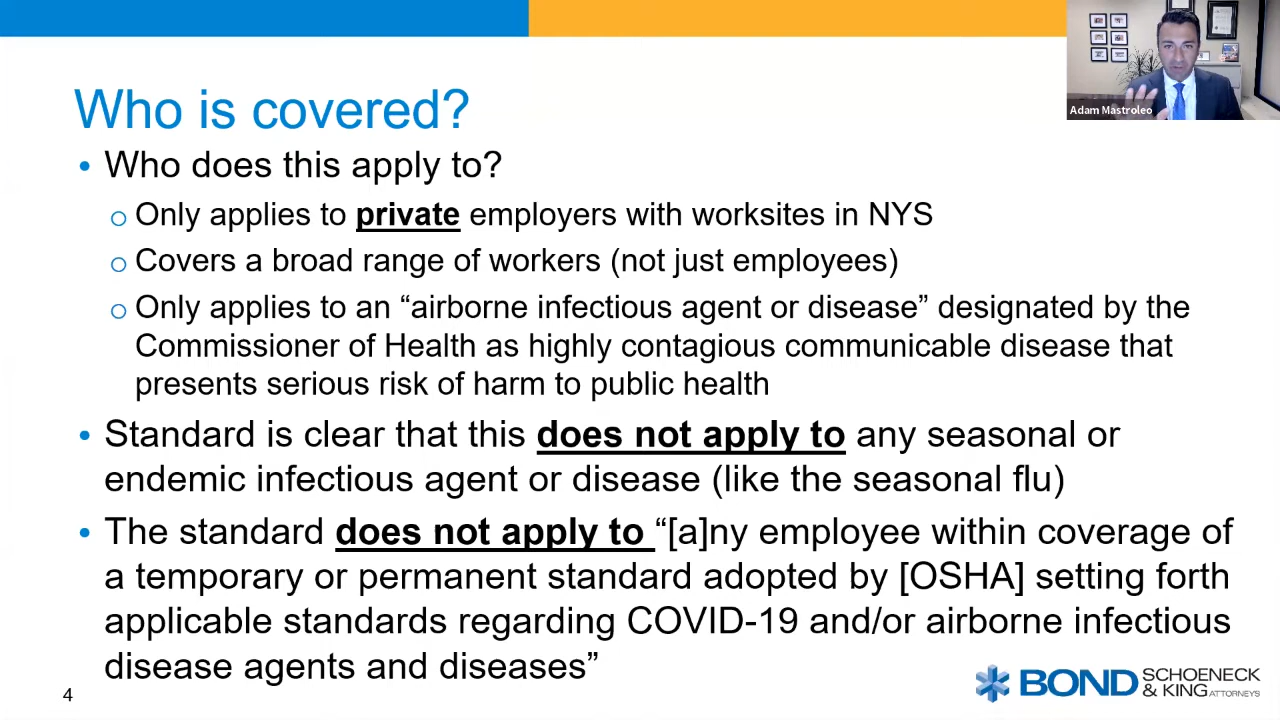 Adam Mastroleo
Who is covered?
• Who does this apply to?
o Only applies to private employers with worksites in NYS
o Covers a broad range of workers (not just employees)
o Only applies to an “airborne infectious agent or disease” designated by the
Commissioner of Health as highly contagious communicable disease that
presents serious risk of harm to public health
• Standard is clear that this does not apply to any seasonal or
endemic infectious agent or disease (like the seasonal flu)
• The standard does not apply to “[a]ny employee within coverage of
a temporary or permanent standard adopted by [OSHA] setting forth
applicable standards regarding COVID-19 and/or airborne infectious
disease agents and diseases”
4
BOND SCHOENECK
& KING ATTORNEYS